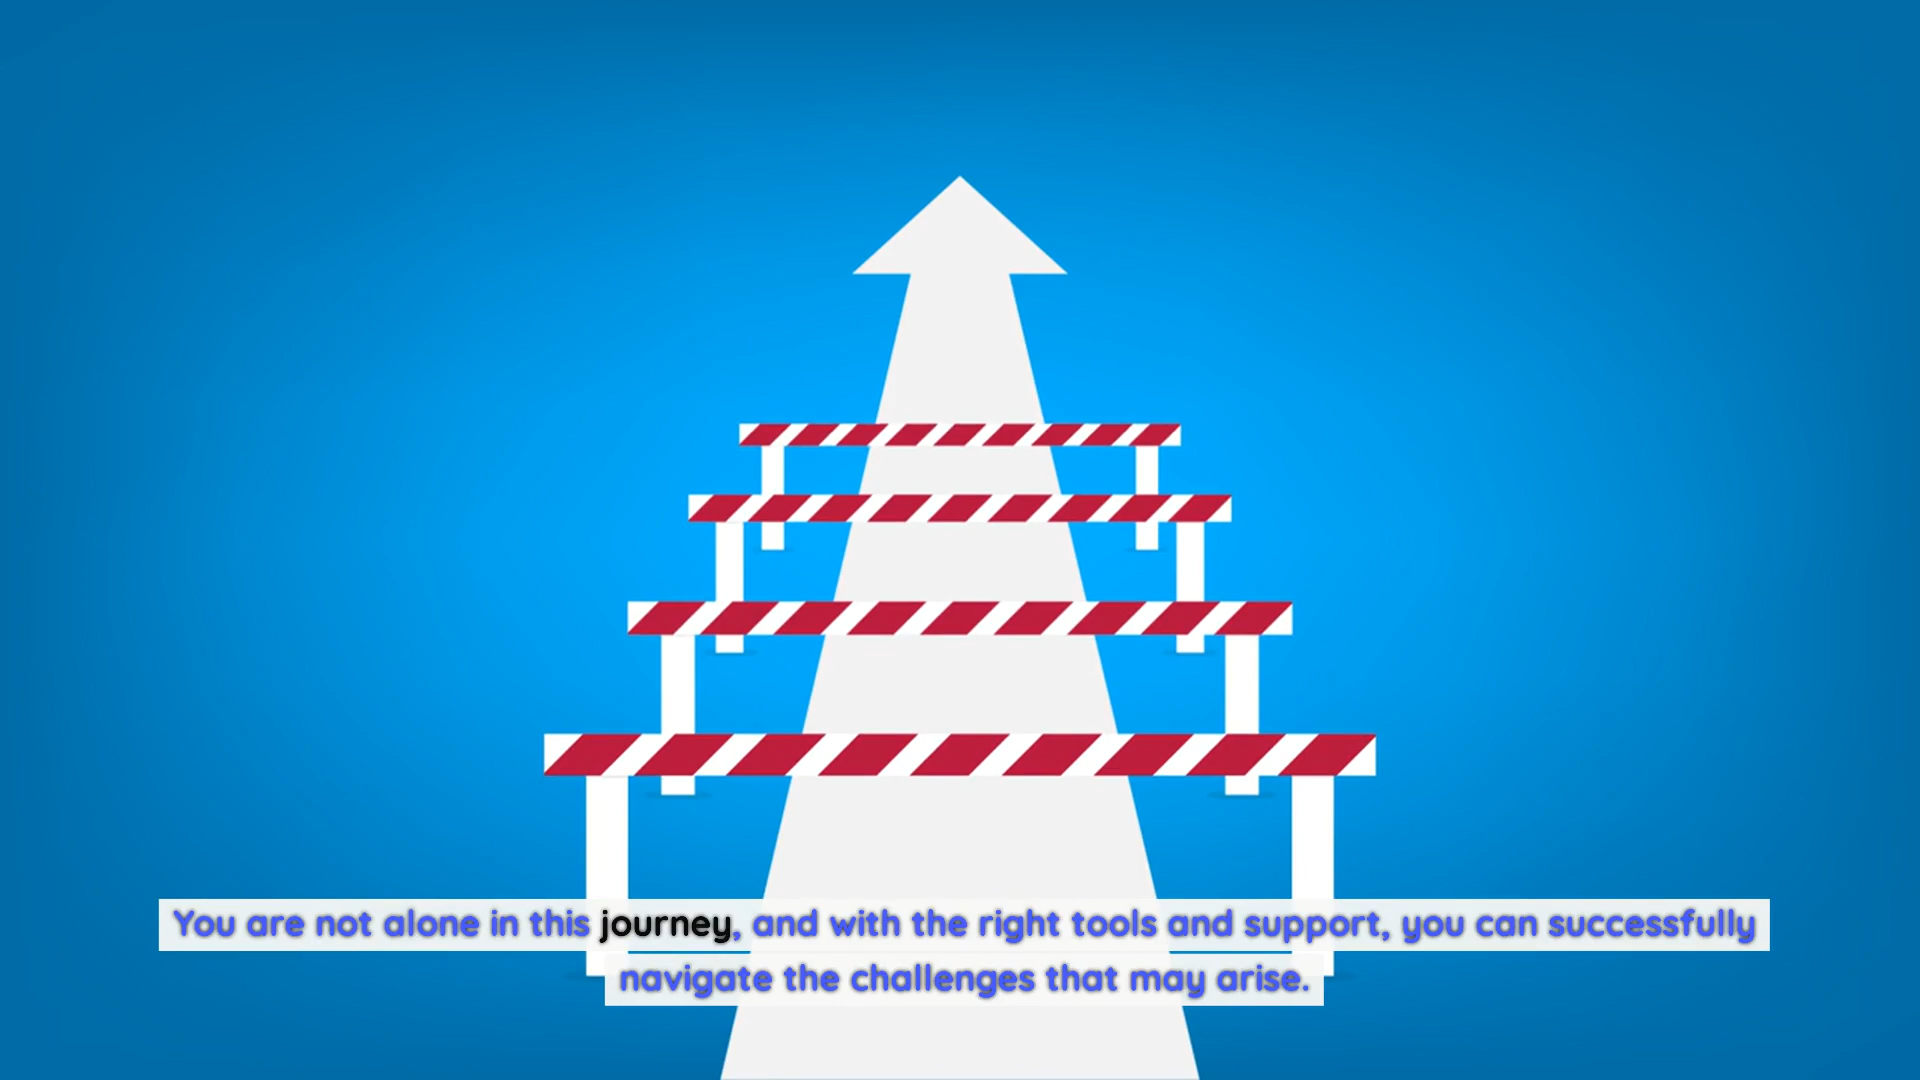 You are not alone in this journey, and with the right tools and support, you can successfully
navigate the challenges that may arise.